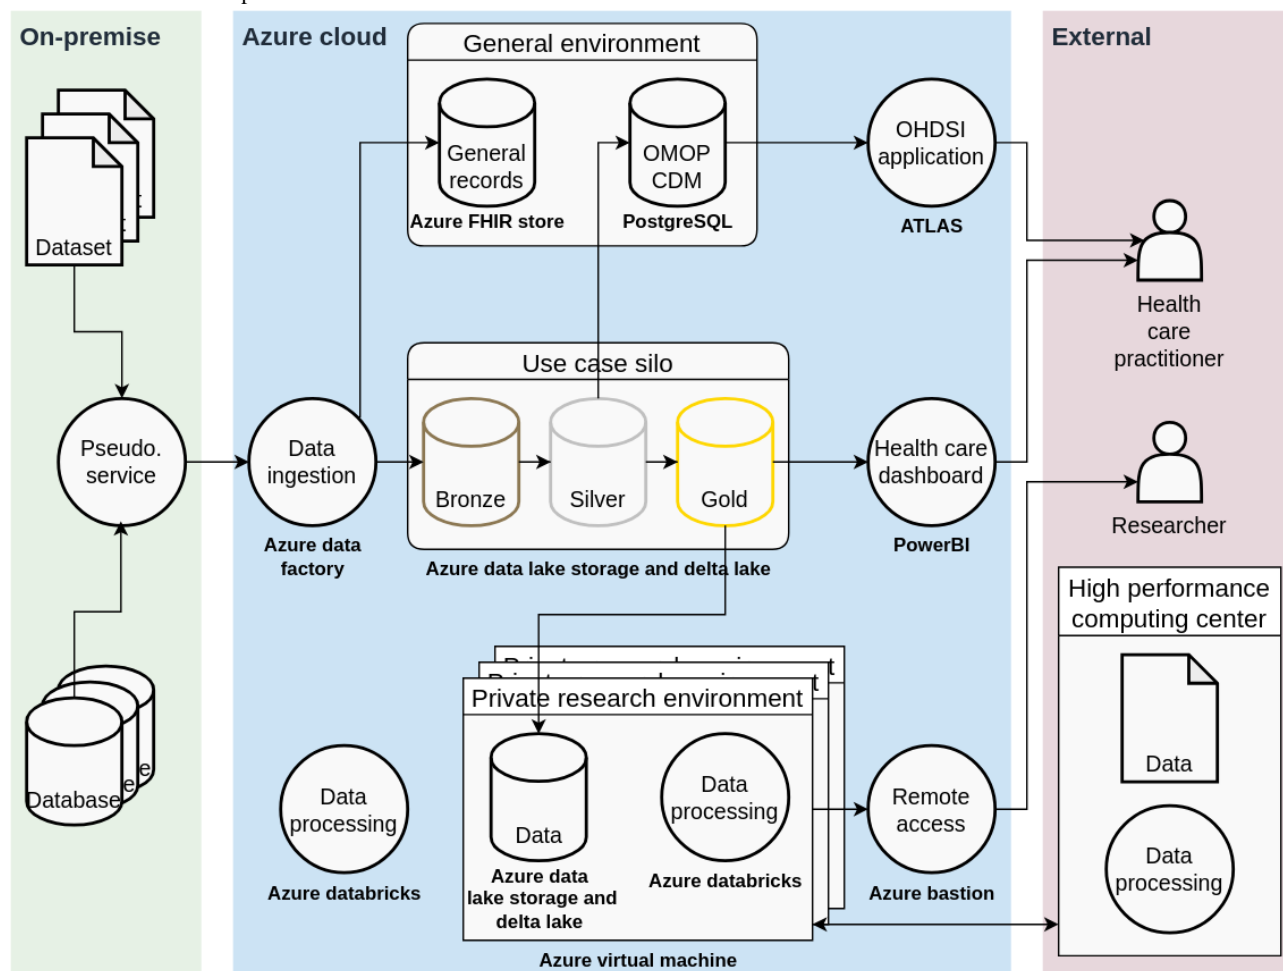 On-premise
Dataset
Pseudo.
service
Database
e
e
Azure cloud
General environment
General
records
Azure FHIR store
OMOP
CDM
PostgreSQL
OHDSI
application
ATLAS
Use case silo
Data
ingestion
Azure data
factory
Bronze
Silver
Gold
Azure data lake storage and delta lake
Health care
dashboard
PowerBI
Private research environment
Data
processing
Azure databricks
Data
Azure data
lake storage and
delta lake
Data
processing
Azure databricks
Azure virtual machine
Remote
access
Azure bastion
External
Health
care
practitioner
Researcher
High performance
computing center
Data
Data
processing